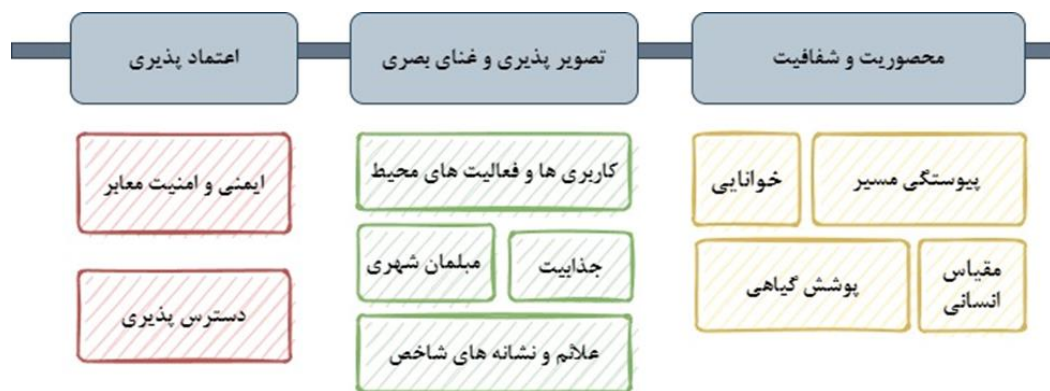 محصوریت و شفافیت
تصویر پذیری و غنای بصری
اعتماد پذیری
پیوستگی مسیر
خوانایی
مقیاس
انسانی
پوشش گیاهی
کاربری ها و فعالیت های محیط
جذابیت
مبلمان شهری
علائم و نشانه های شاخص
ایمنی و امنیت معابر
دسترس پذیری